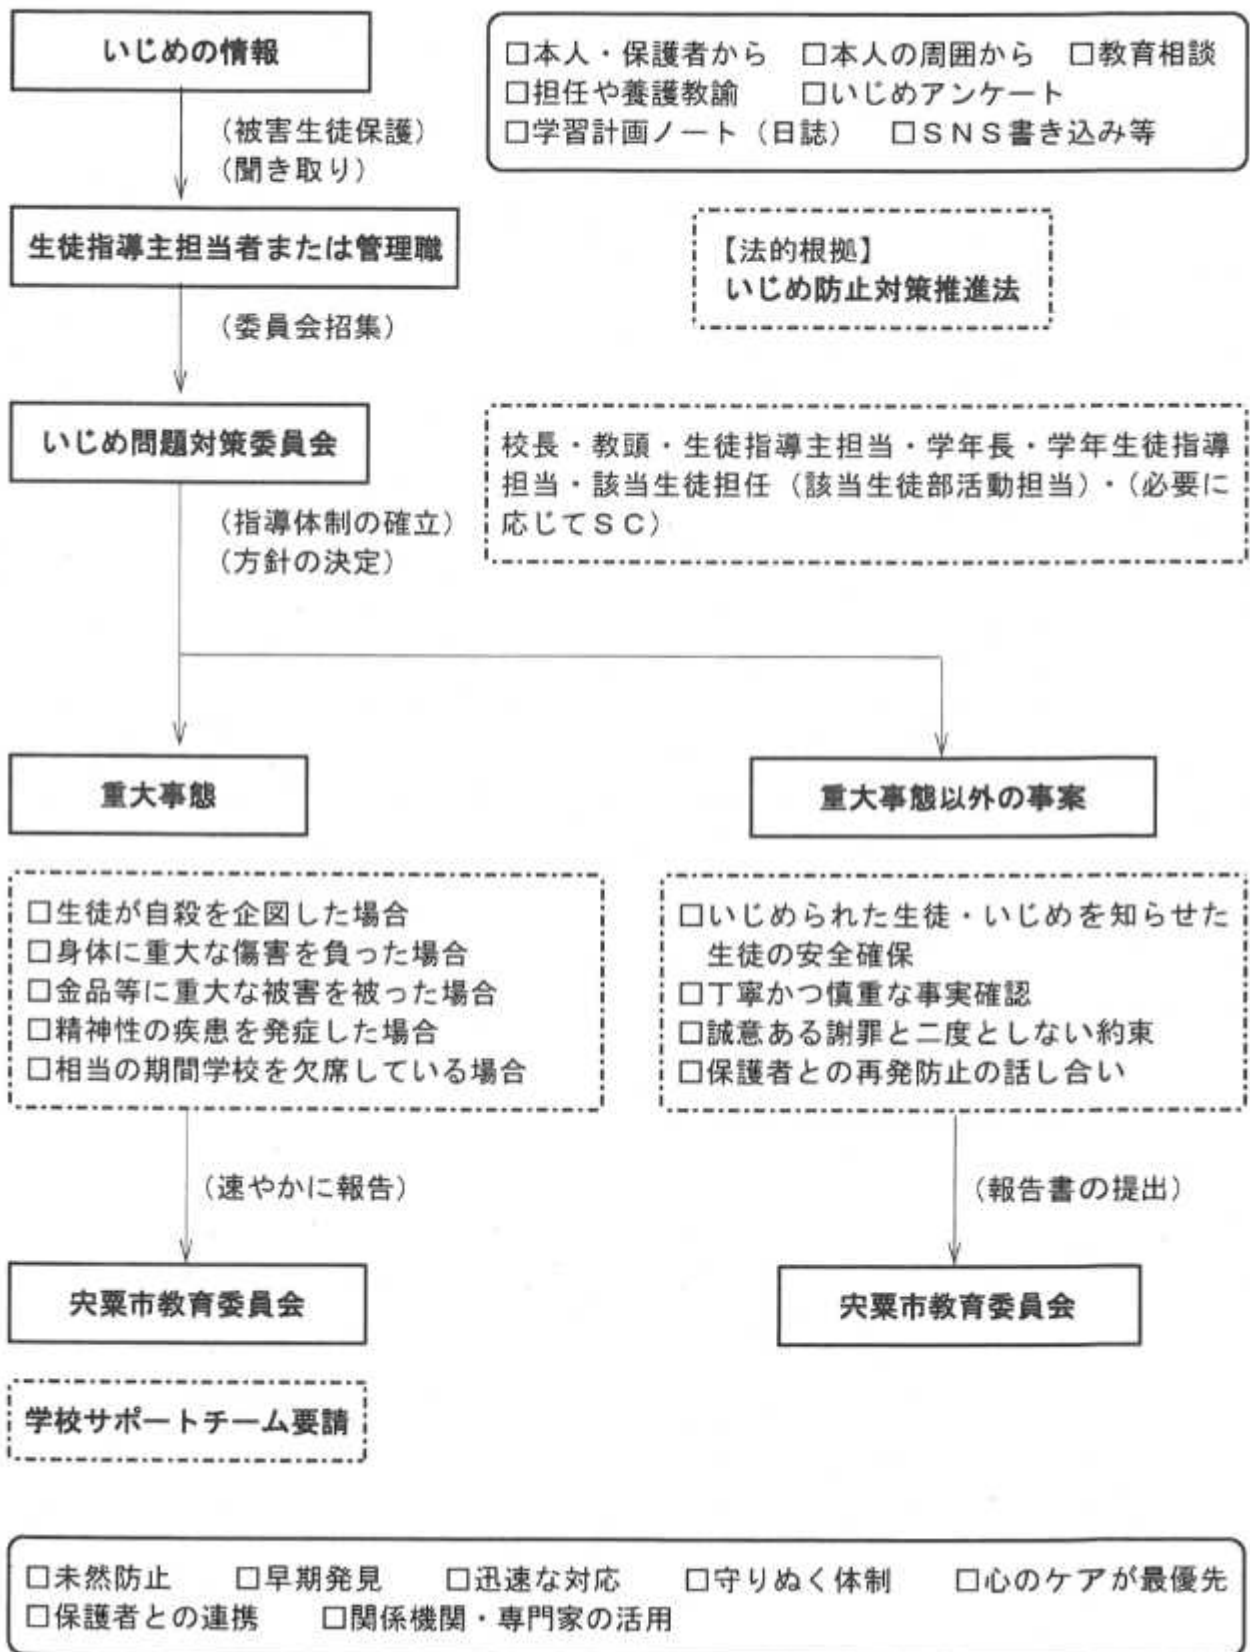 いじめの情報
□本人・保護者から　□本人の周囲から　□教育相談
□担任や養護教諭　　□いじめアンケート
□学習計画ノート（日誌）　□ＳＮＳ書き込み等
（被害生徒保護）
（聞き取り）
生徒指導主担当者または管理職
【法的根拠】
いじめ防止対策推進法
（委員会招集）
いじめ問題対策委員会
校長・教頭・生徒指導主担当・学年長・学年生徒指導
担当・該当生徒担任（該当生徒部活動担当）・（必要に
応じてＳＣ）
（指導体制の確立）
（方針の決定）
重大事態
□生徒が自殺を企図した場合
□身体に重大な傷害を負った場合
□金品等に重大な被害を被った場合
□精神性の疾患を発症した場合
□相当の期間学校を欠席している場合
（速やかに報告）
宍粟市教育委員会
学校サポートチーム要請
重大事態以外の事案
□いじめられた生徒・いじめを知らせた
生徒の安全確保
□丁寧かつ慎重な事実確認
□誠意ある謝罪と二度としない約束
□保護者との再発防止の話し合い
（報告書の提出）
宍粟市教育委員会
□未然防止　　□早期発見　　□迅速な対応　　□守りぬく体制　　□心のケアが最優先
□保護者との連携　　□関係機関・専門家の活用